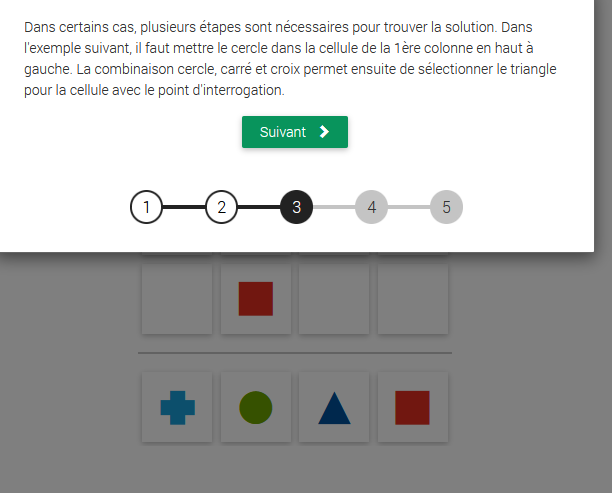 Dans certains cas, plusieurs étapes sont nécessaires pour trouver la solution. Dans
l'exemple suivant, il faut mettre le cercle dans la cellule de la 1ère colonne en haut à
gauche. La combinaison cercle, carré et croix permet ensuite de sélectionner le triangle
pour la cellule avec le point d'interrogation.
Suivant
1 2 3 4 5